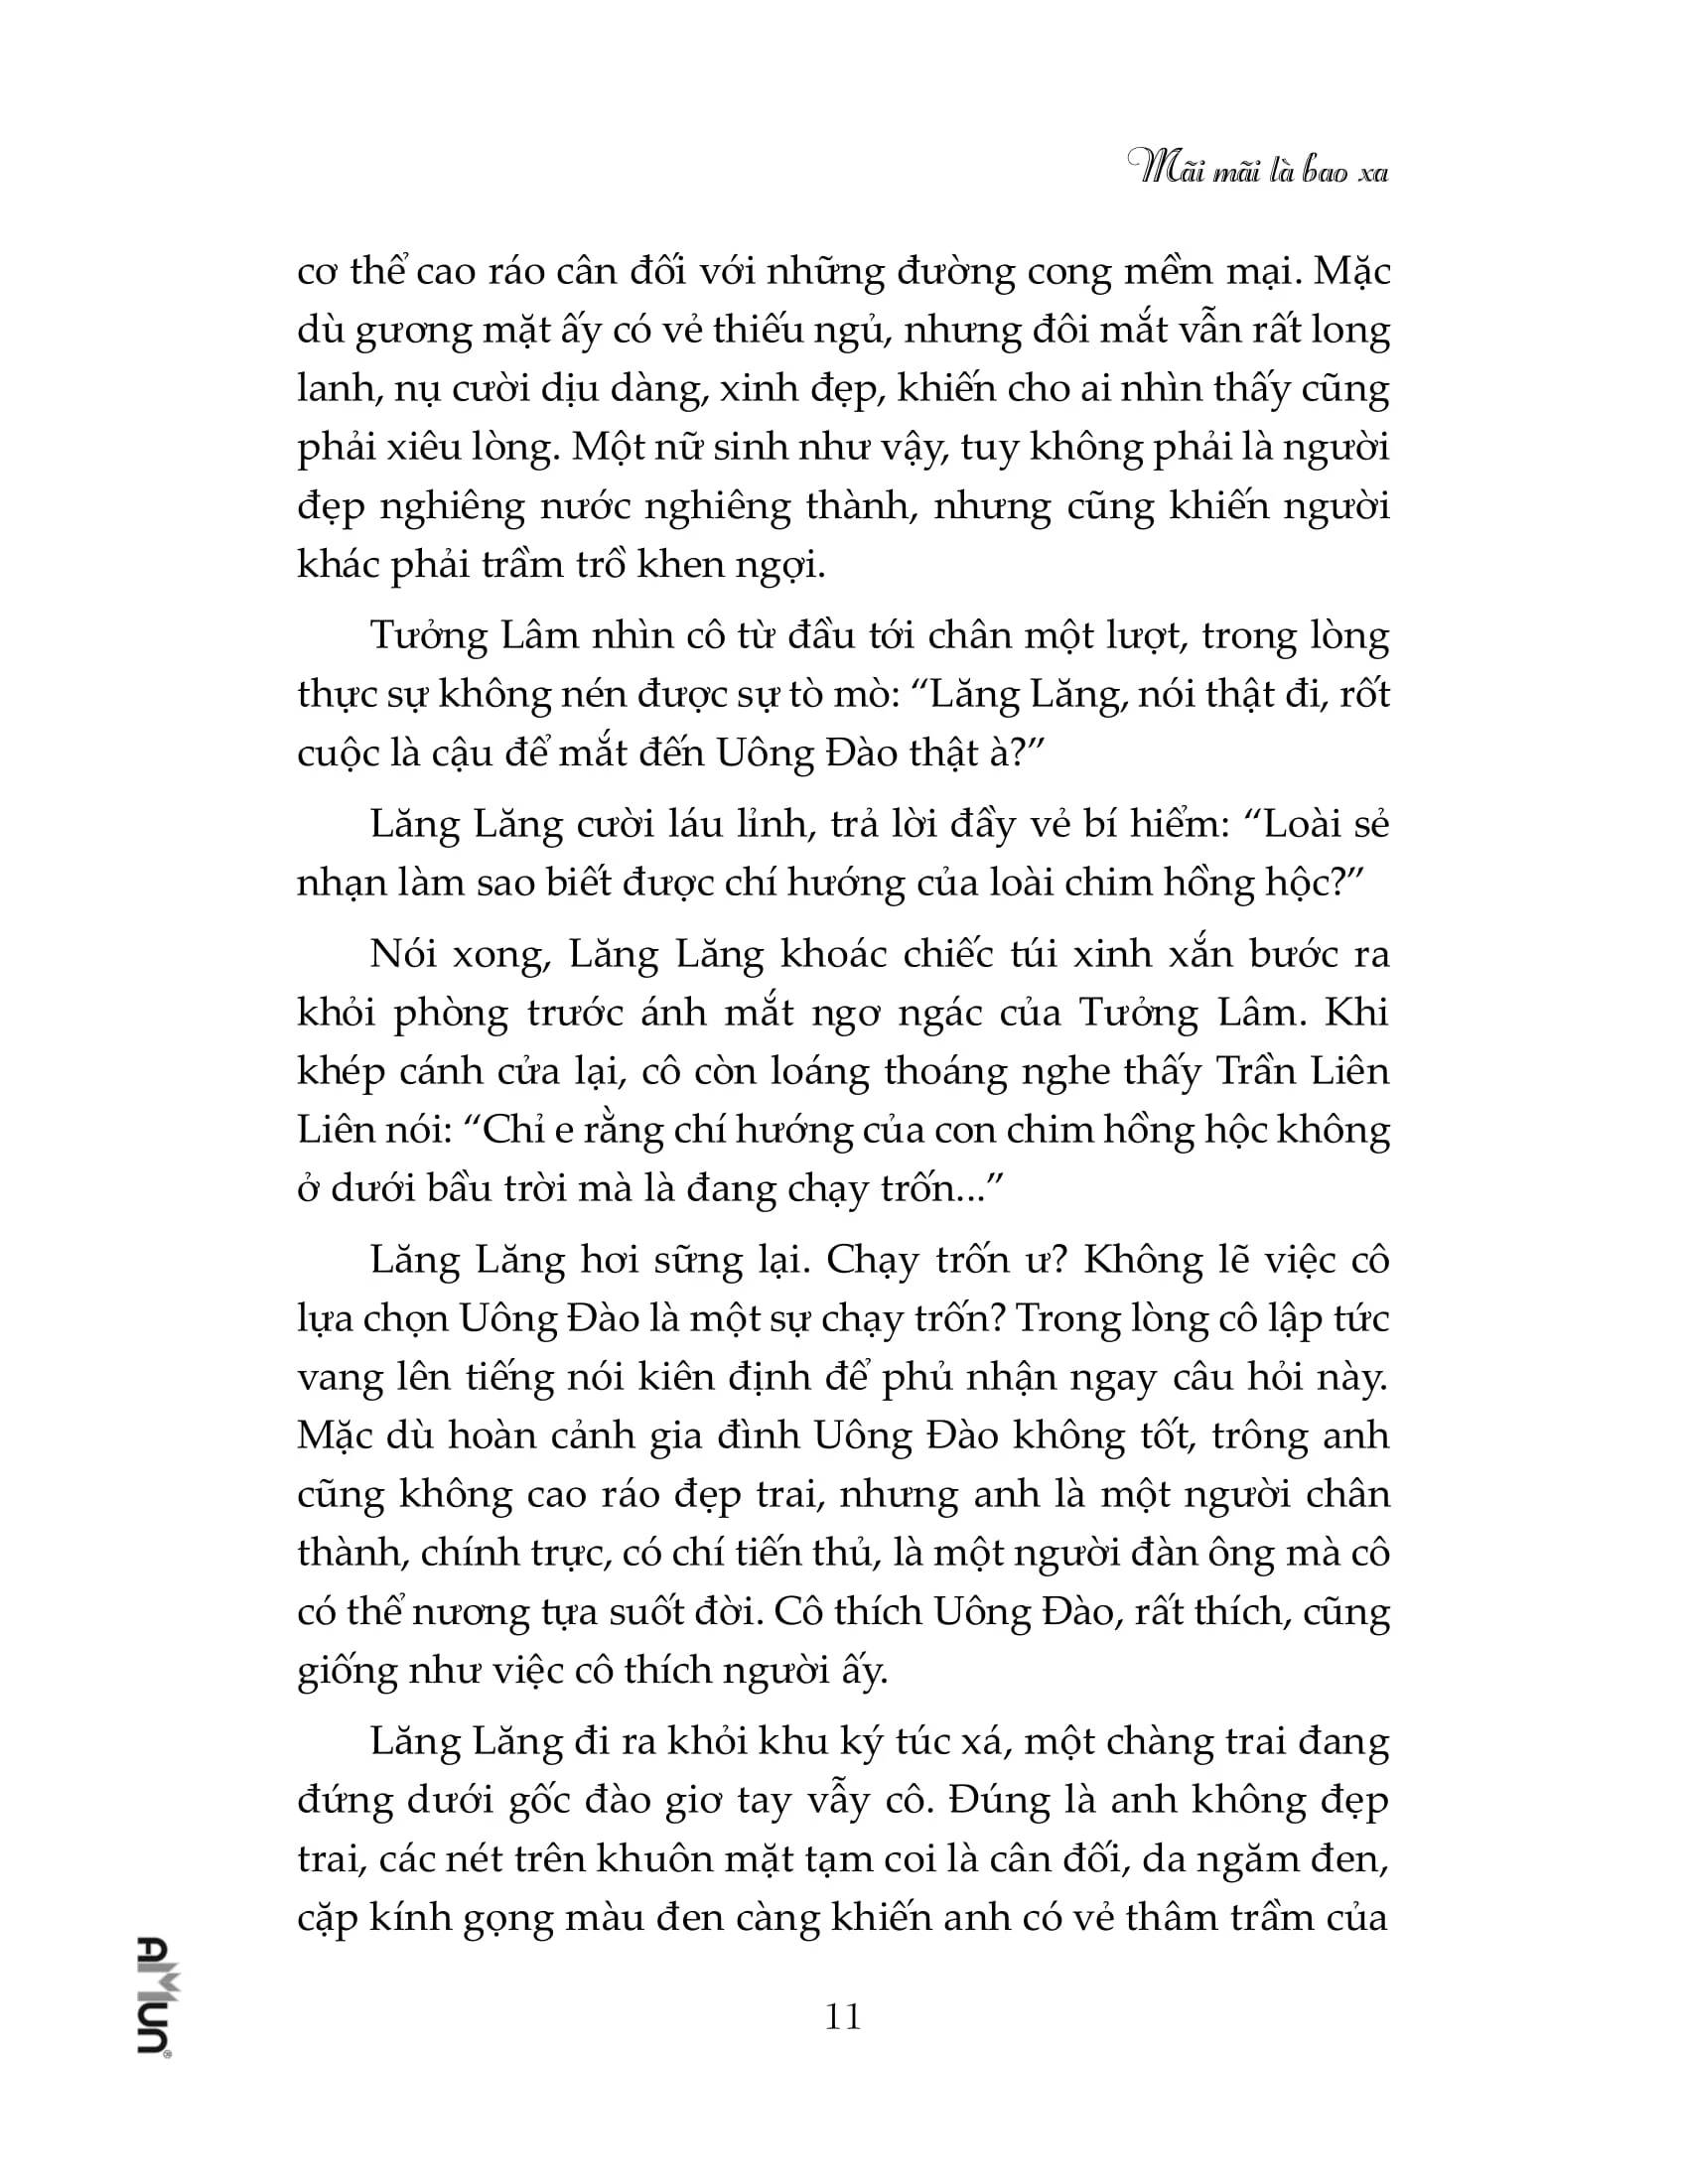 Mãi mãi là bao xa
cơ thể cao ráo cân đối với những đường cong mềm mại. Mặc
dù gương mặt ấy có vẻ thiếu ngủ, nhưng đôi mắt vẫn rất long
lanh, nụ cười dịu dàng, xinh đẹp, khiến cho ai nhìn thấy cũng
phải xiêu lòng. Một nữ sinh như vậy, tuy không phải là người
đẹp nghiêng nước nghiêng thành, nhưng cũng khiến người
khác phải trầm trồ khen ngợi.
Tưởng Lâm nhìn cô từ đầu tới chân một lượt, trong lòng
thực sự không nén được sự tò mò: “Lăng Lăng, nói thật đi, rốt
cuộc là cậu để mắt đến Uông Đào thật à?”
Lăng Lăng cười láu lỉnh, trả lời đầy vẻ bí hiểm: “Loài sẻ
nhạn làm sao biết được chí hướng của loài chim hồng hộc?”
Nói xong, Lăng Lăng khoác chiếc túi xinh xắn bước ra
khỏi phòng trước ánh mắt ngơ ngác của Tưởng Lâm. Khi
khép cánh cửa lại, cô còn loáng thoáng nghe thấy Trần Liên
Liên nói: “Chỉ e rằng chí hướng của con chim hồng hộc không
ở dưới bầu trời mà là đang chạy trốn...”
Lăng Lăng hơi sững lại. Chạy trốn ư? Không lẽ việc cô
lựa chọn Uông Đào là một sự chạy trốn? Trong lòng cô lập tức
vang lên tiếng nói kiên định để phủ nhận ngay câu hỏi này.
Mặc dù hoàn cảnh gia đình Uông Đào không tốt, trông anh
cũng không cao ráo đẹp trai, nhưng anh là một người chân
thành, chính trực, có chí tiến thủ, là một người đàn ông mà cô
có thể nương tựa suốt đời. Cô thích Uông Đào, rất thích, cũng
giống như việc cô thích người ấy.
Lăng Lăng đi ra khỏi khu ký túc xá, một chàng trai đang
đứng dưới gốc đào giơ tay vẫy cô. Đúng là anh không đẹp
trai, các nét trên khuôn mặt tạm coi là cân đối, da ngăm đen,
cặp kính gọng màu đen càng khiến anh có vẻ thâm trầm của
AMUN®
11